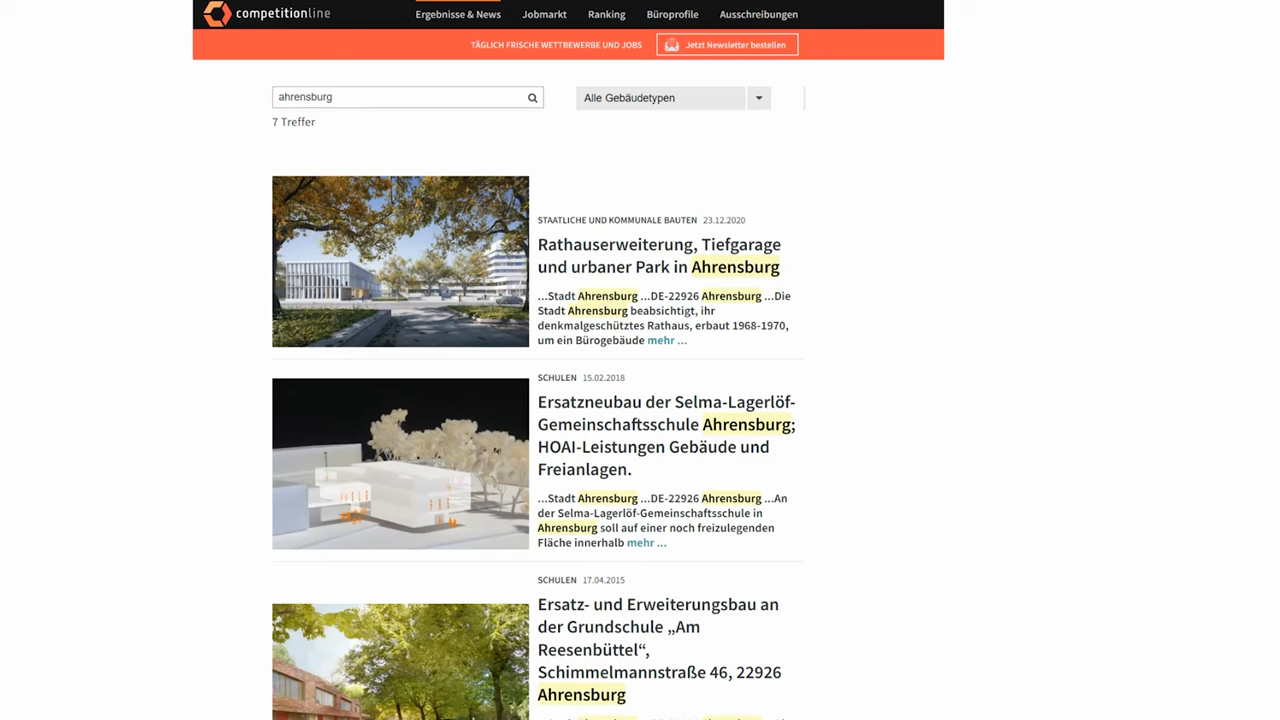 competitionline
Ergebnisse & News Jobmarkt Ranking Büroprofile Ausschreibungen
TÄGLICH FRISCHE WETTBEWERBE UND JOBS Jetzt Newsletter bestellen
ahrensburg
Alle Gebäudetypen
7 Treffer
STAATLICHE UND KOMMUNALE BAUTEN 23.12.2020
Rathauserweiterung, Tiefgarage
und urbaner Park in Ahrensburg
...Stadt Ahrensburg ...DE-22926 Ahrensburg ...Die
Stadt Ahrensburg beabsichtigt, ihr
denkmalgeschütztes Rathaus, erbaut 1968-1970,
um ein Bürogebäude mehr ...
SCHULEN 15.02.2018
Ersatzneubau der Selma-Lagerlöf-
Gemeinschaftsschule Ahrensburg;
HOAI-Leistungen Gebäude und
Freianlagen.
...Stadt Ahrensburg ...DE-22926 Ahrensburg ...An
der Selma-Lagerlöf-Gemeinschaftsschule in
Ahrensburg soll auf einer noch freizulegenden
Fläche innerhalb mehr ...
SCHULEN 17.04.2015
Ersatz- und Erweiterungsbau an
der Grundschule „Am
Reesenbüttel“,
Schimmelmannstraße 46, 22926
Ahrensburg